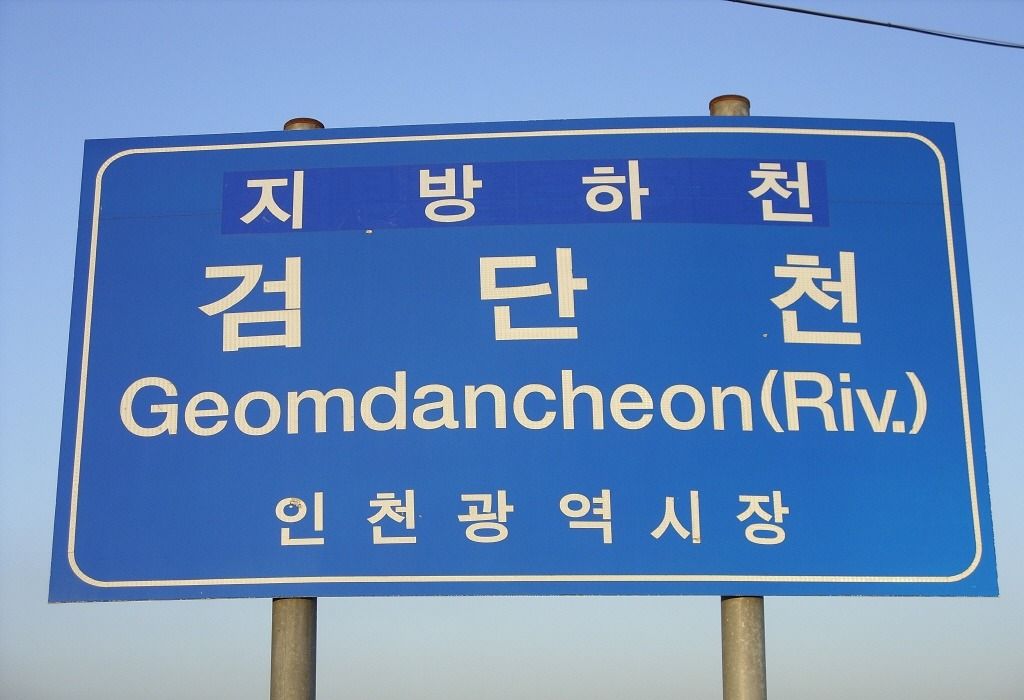 지방하천
검단천
Geomdancheon(Riv.)
인천광역시장